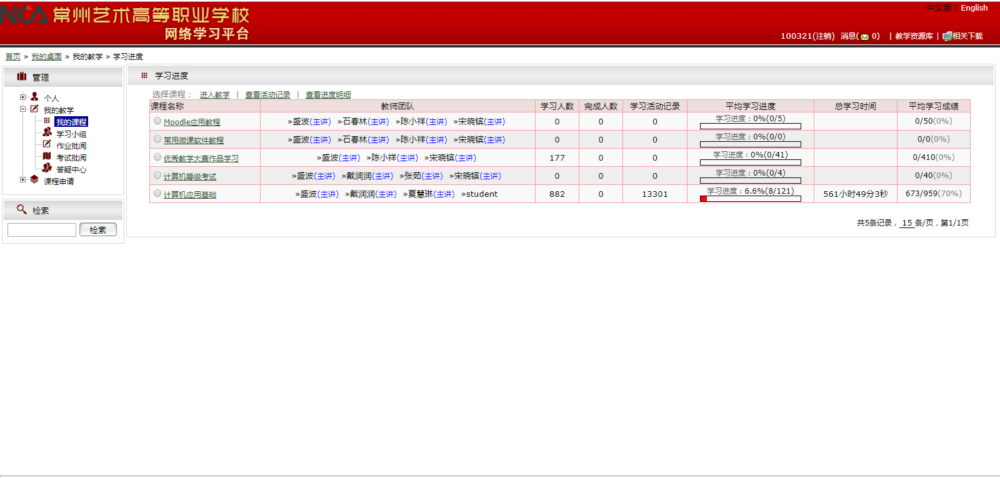 NCA 常州艺术高等职业学校
网络学习平台
中文版 | English
100321(注销) 消息( 0) | 教学资源库 | 相关下载
首页 » 我的桌面 » 我的教学 » 学习进度
管理
个人
我的教学
我的课程
学习小组
作业批阅
考试批阅
答疑中心
课程申请
检索
检索
学习进度
选择课程： 进入教学 | 查看活动记录 | 查看进度明细
课程名称 教师团队 学习人数 完成人数 学习活动记录 平均学习进度 总学习时间 平均学习成绩
Moodle应用教程 »盛波(主讲) »石春林(主讲) »陈小祥(主讲) »宋晓镔(主讲) 0 0 0 学习进度：0%(0/5) 0/50(0%)
常用微课软件教程 »盛波(主讲) »石春林(主讲) »陈小祥(主讲) »宋晓镔(主讲) 0 0 0 学习进度：0%(0/0) 0/0(0%)
优秀教学大赛作品学习 »盛波(主讲) »陈小祥(主讲) »宋晓镔(主讲) 177 0 0 学习进度：0%(0/41) 0/410(0%)
计算机等级考试 »盛波(主讲) »戴润润(主讲) »张茹(主讲) »宋晓镔(主讲) 0 0 0 学习进度：0%(0/4) 0/40(0%)
计算机应用基础 »盛波(主讲) »戴润润(主讲) »夏慧琳(主讲) »student 882 0 13301 学习进度：6.6%(8/121) 561小时49分3秒 673/959(70%)
共5条记录，15 条/页，第1/1页